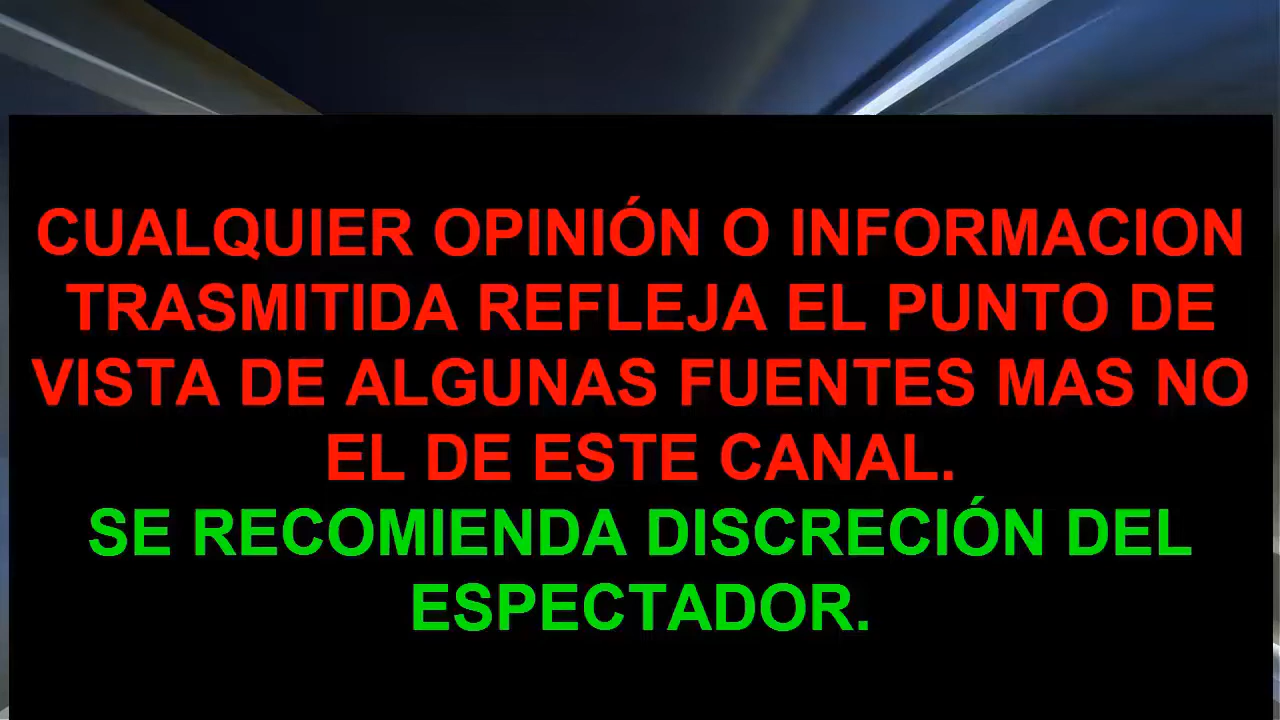 CUALQUIER OPINIÓN O INFORMACION
TRASMITIDA REFLEJA EL PUNTO DE
VISTA DE ALGUNAS FUENTES MAS NO
EL DE ESTE CANAL.
SE RECOMIENDA DISCRECIÓN DEL
ESPECTADOR.